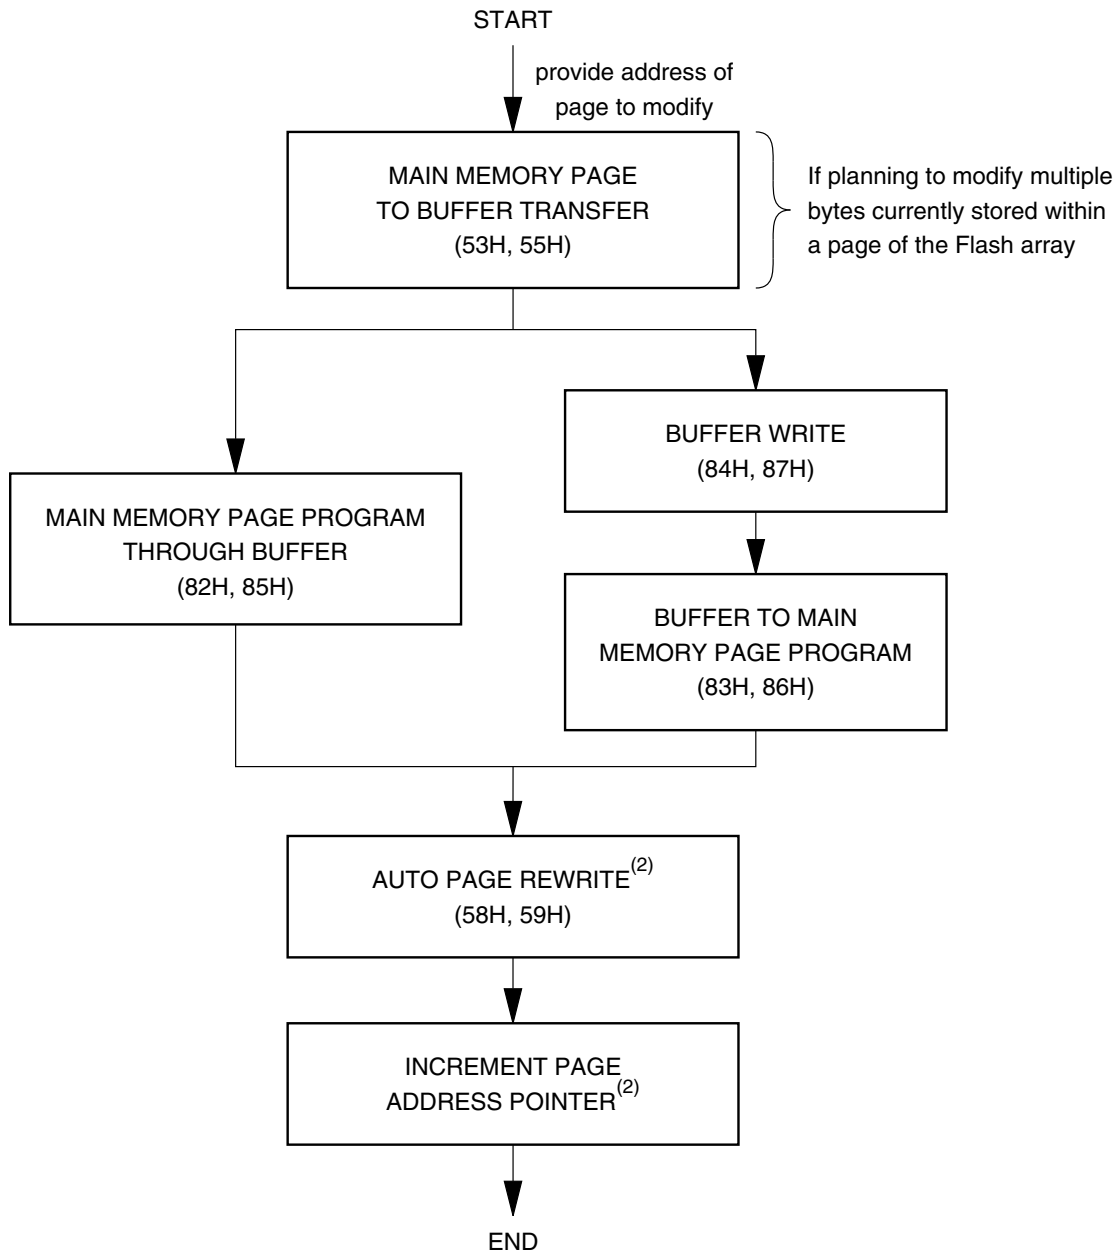 START
provide address of
page to modify
MAIN MEMORY PAGE
TO BUFFER TRANSFER
(53H, 55H)
If planning to modify multiple
bytes currently stored within
a page of the Flash array
MAIN MEMORY PAGE PROGRAM
THROUGH BUFFER
(82H, 85H)
BUFFER WRITE
(84H, 87H)
BUFFER TO MAIN
MEMORY PAGE PROGRAM
(83H, 86H)
AUTO PAGE REWRITE(2)
(58H, 59H)
INCREMENT PAGE
ADDRESS POINTER(2)
END